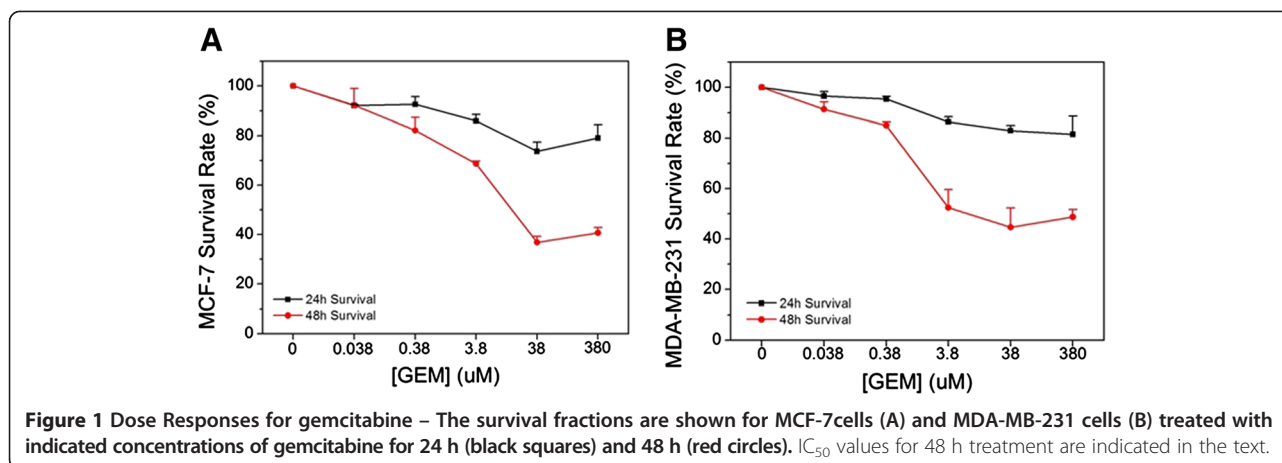 A
MCF-7 Survival Rate (%)
100
80
60
40
20
0
24h Survival
48h Survival
0 0.038 0.38 3.8 38 380
[GEM] (uM)
B
MDA-MB-231 Survival Rate (%)
100
80
60
40
20
0
24h Survival
48h Survival
0 0.038 0.38 3.8 38 380
[GEM] (uM)
Figure 1 Dose Responses for gemcitabine – The survival fractions are shown for MCF-7cells (A) and MDA-MB-231 cells (B) treated with
indicated concentrations of gemcitabine for 24 h (black squares) and 48 h (red circles). IC50 values for 48 h treatment are indicated in the text.